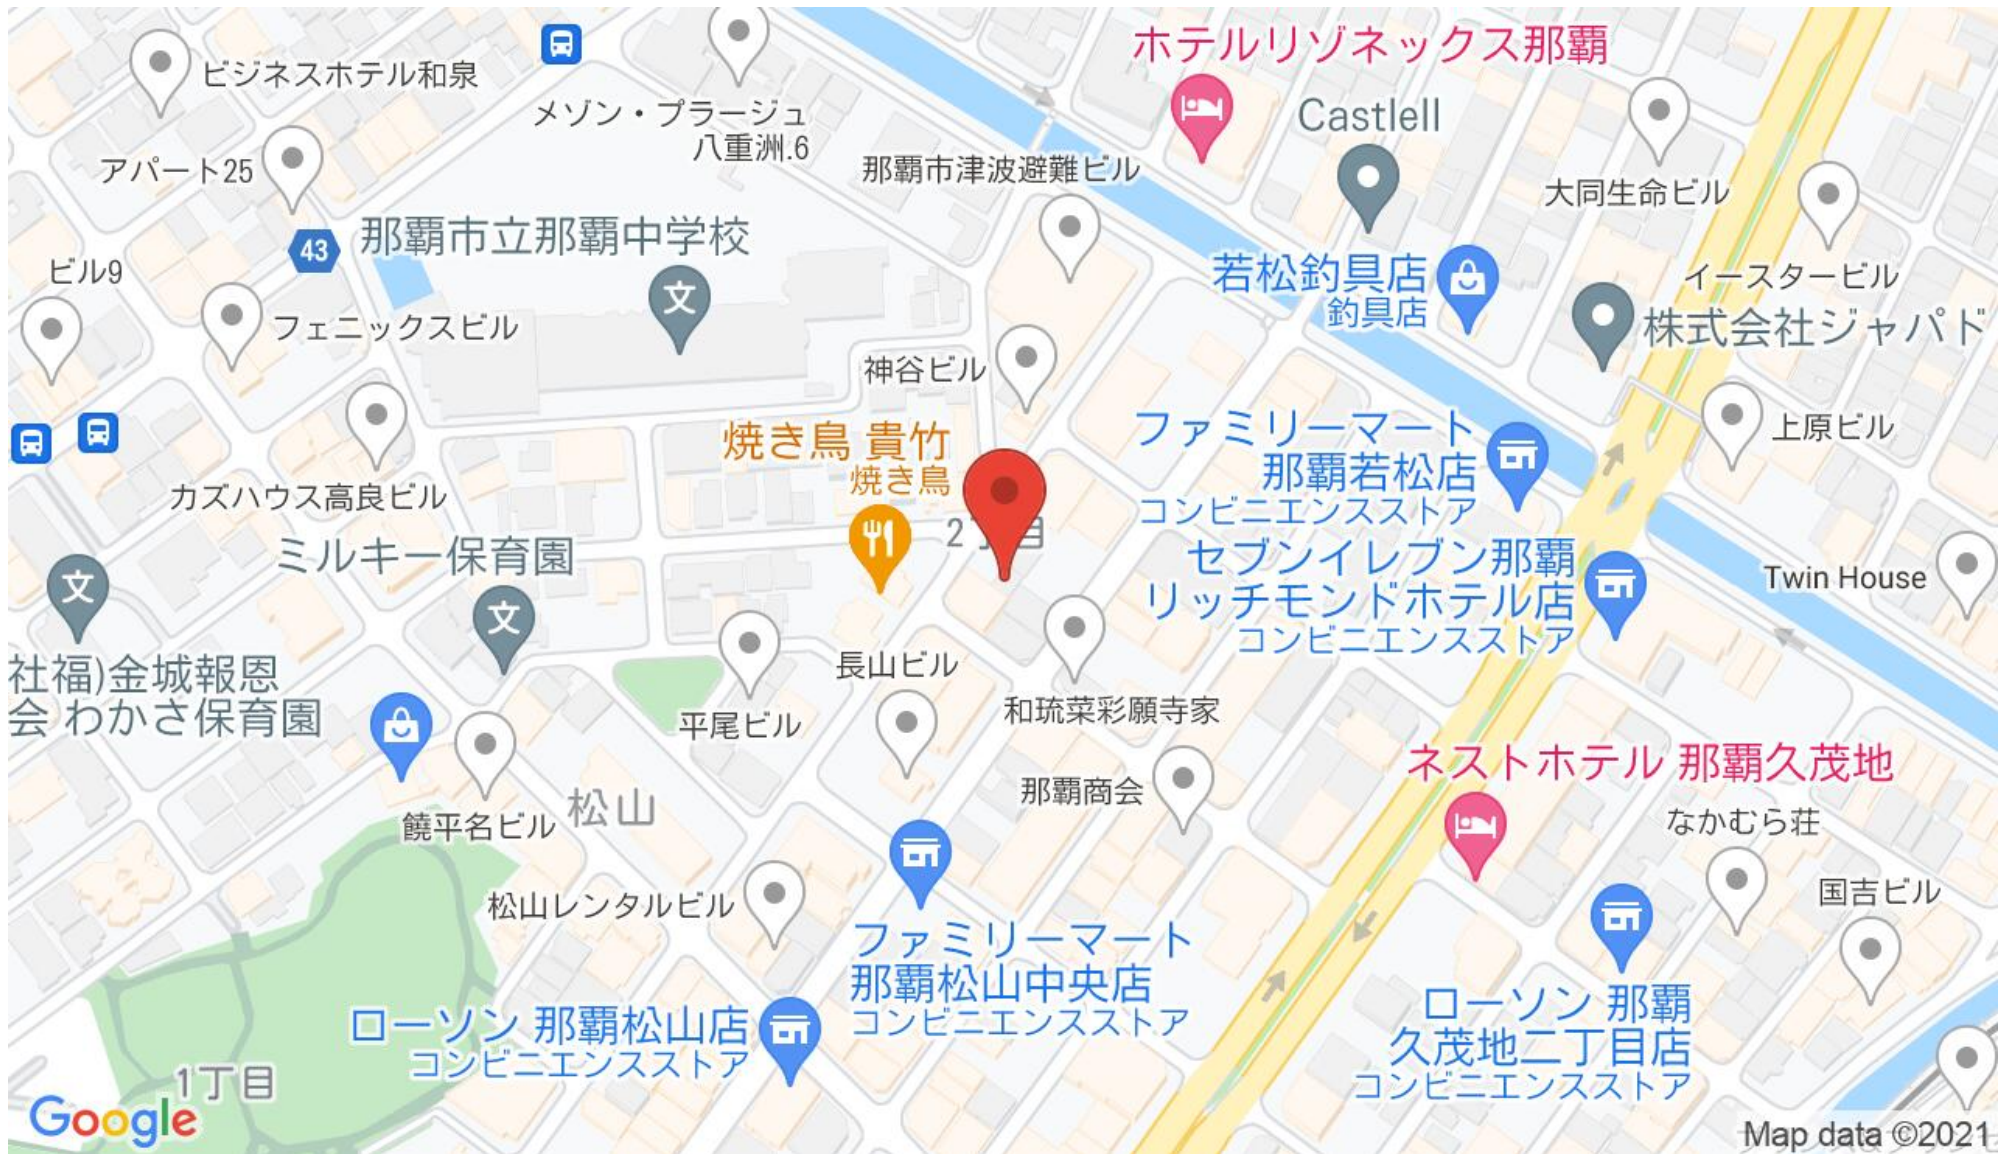 ホテルリゾネックス那覇
ビジネスホテル和泉
メゾン・プラージュ
八重洲.6
Castlell
アパート25
那覇市津波避難ビル
大同生命ビル
43
那覇市立那覇中学校
文
ビル9
フェニックスビル
若松釣具店
釣具店
イースタービル
株式会社ジャパド
神谷ビル
焼き鳥 貴竹
焼き鳥
ファミリーマート
那覇若松店
コンビニエンスストア
上原ビル
カズハウス高良ビル
ミルキー保育園
文
文
2丁目
セブンイレブン那覇
リッチモンドホテル店
コンビニエンスストア
Twin House
社福)金城報恩
会 わかさ保育園
長山ビル
平尾ビル
和琉菜彩願寺家
那覇商会
ネストホテル 那覇久茂地
饒平名ビル
松山
なかむら荘
松山レンタルビル
国吉ビル
ファミリーマート
那覇松山中央店
コンビニエンスストア
ローソン 那覇松山店
コンビニエンスストア
ローソン 那覇
久茂地二丁目店
コンビニエンスストア
1丁目
Google
Map data ©2021